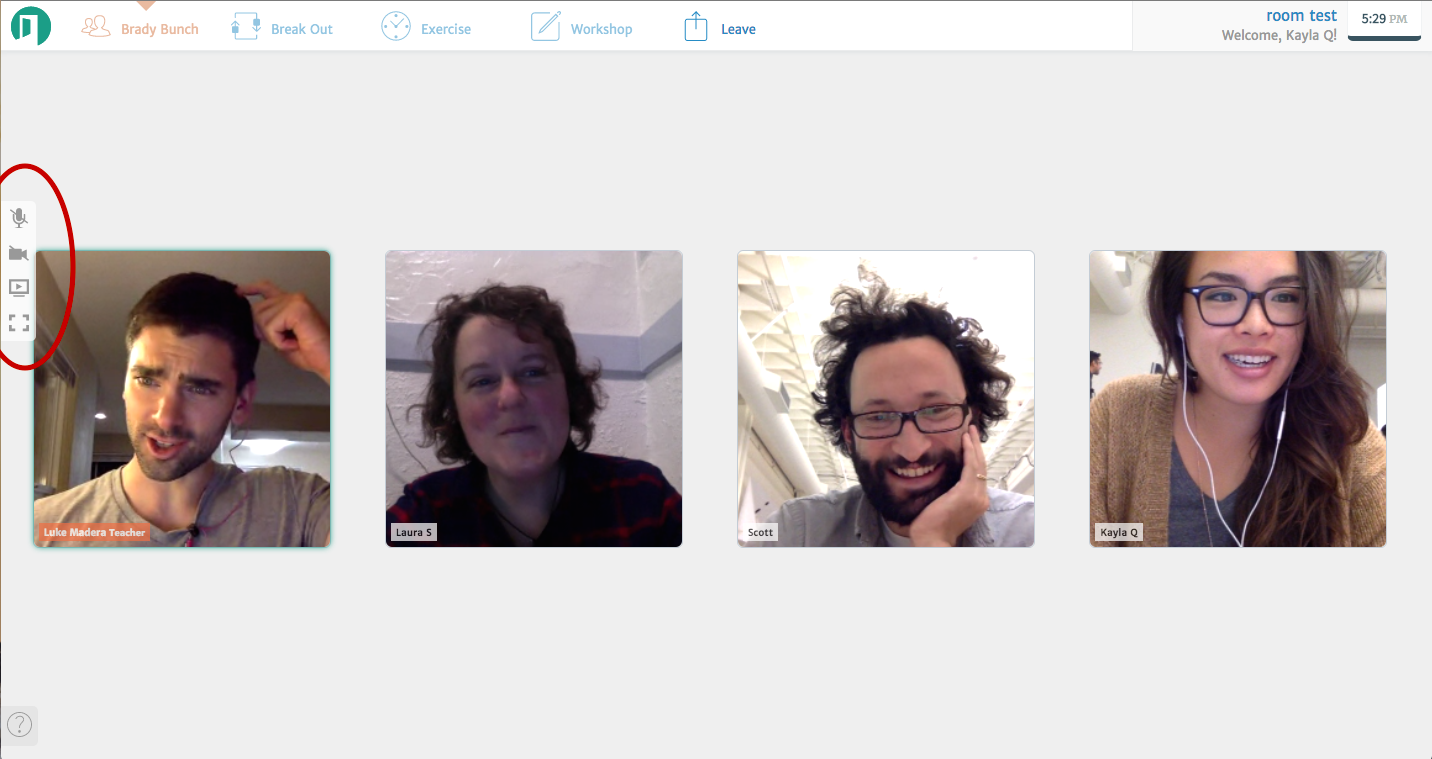 Brady Bunch
Break Out
Exercise
Workshop
Leave
room test
Welcome, Kayla Q!
5:29 PM
Luke Madera Teacher
Laura S
Scott
Kayla Q
?